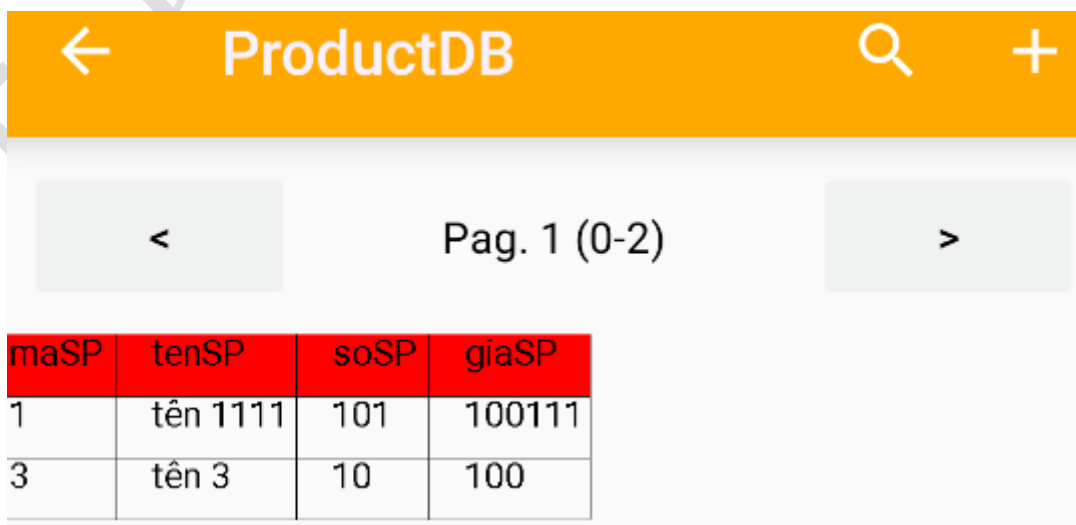 ProductDB
< Pag. 1 (0-2) >
maSP tenSP soSP giaSP
1 tên 1111 101 100111
3 tên 3 10 100